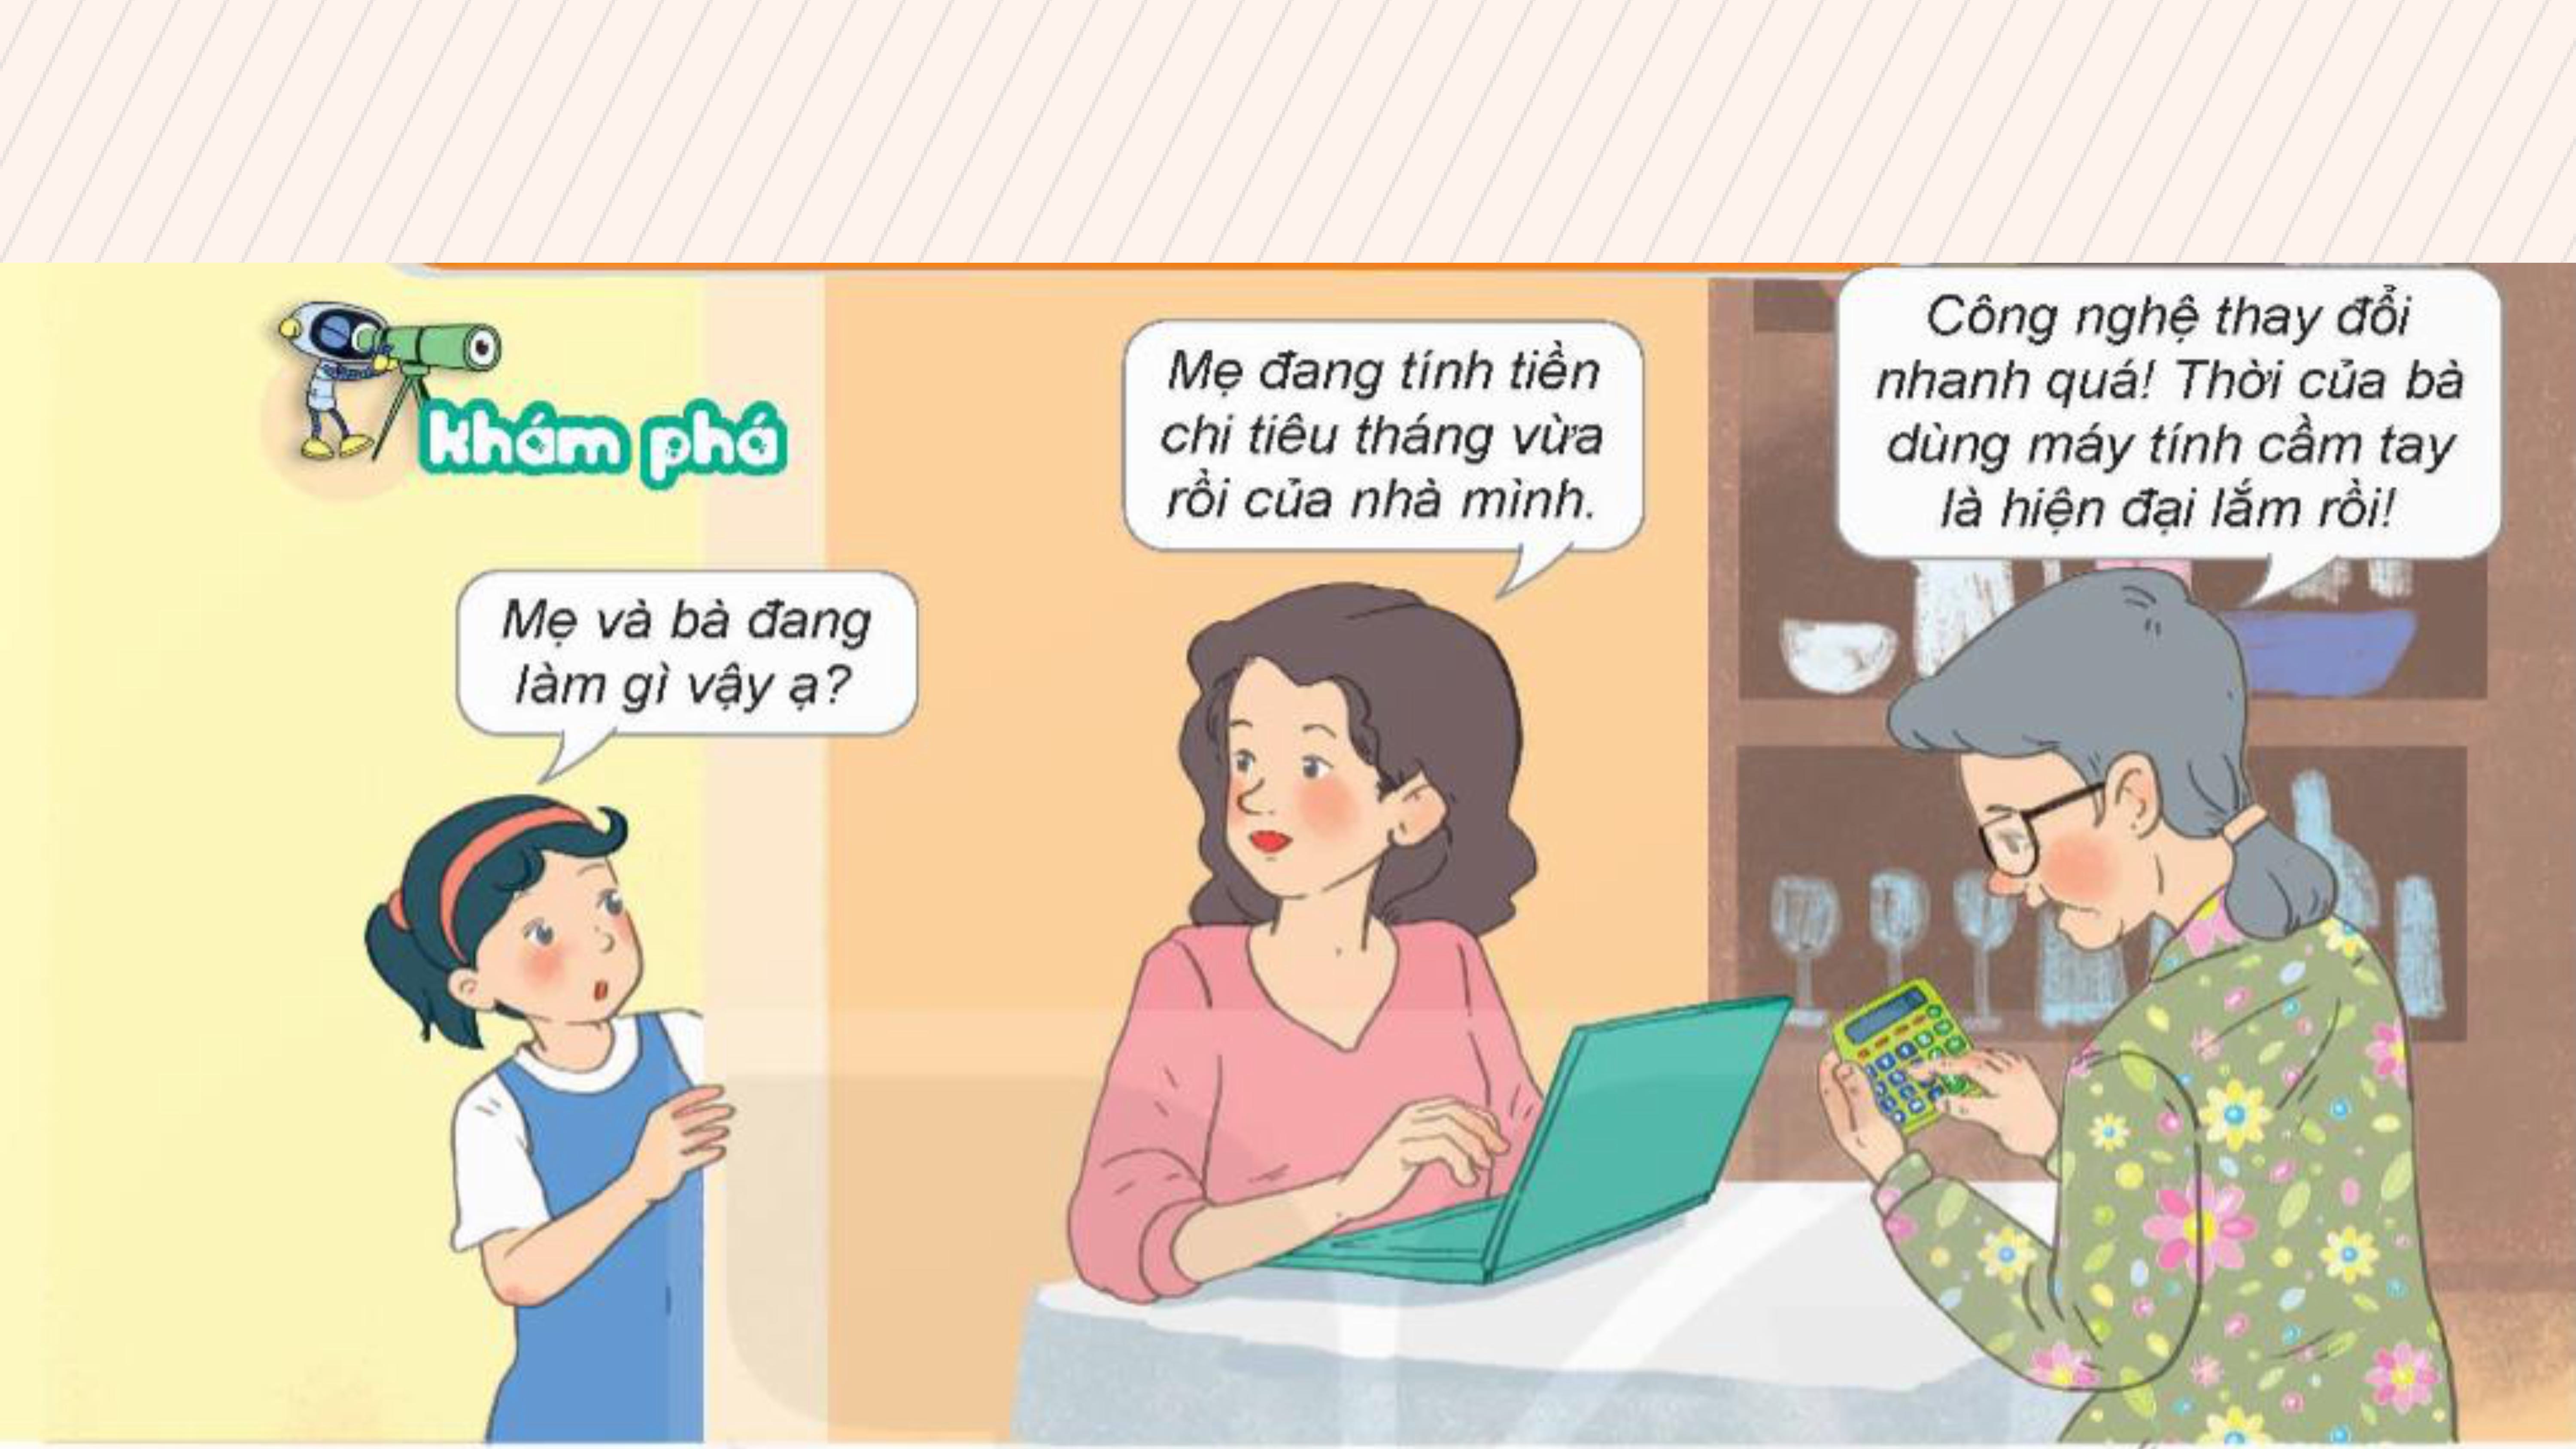 khám phá
Mẹ và bà đang
làm gì vậy ạ?
Mẹ đang tính tiền
chi tiêu tháng vừa
rồi của nhà mình.
Công nghệ thay đổi
nhanh quá! Thời của bà
dùng máy tính cầm tay
là hiện đại lắm rồi!